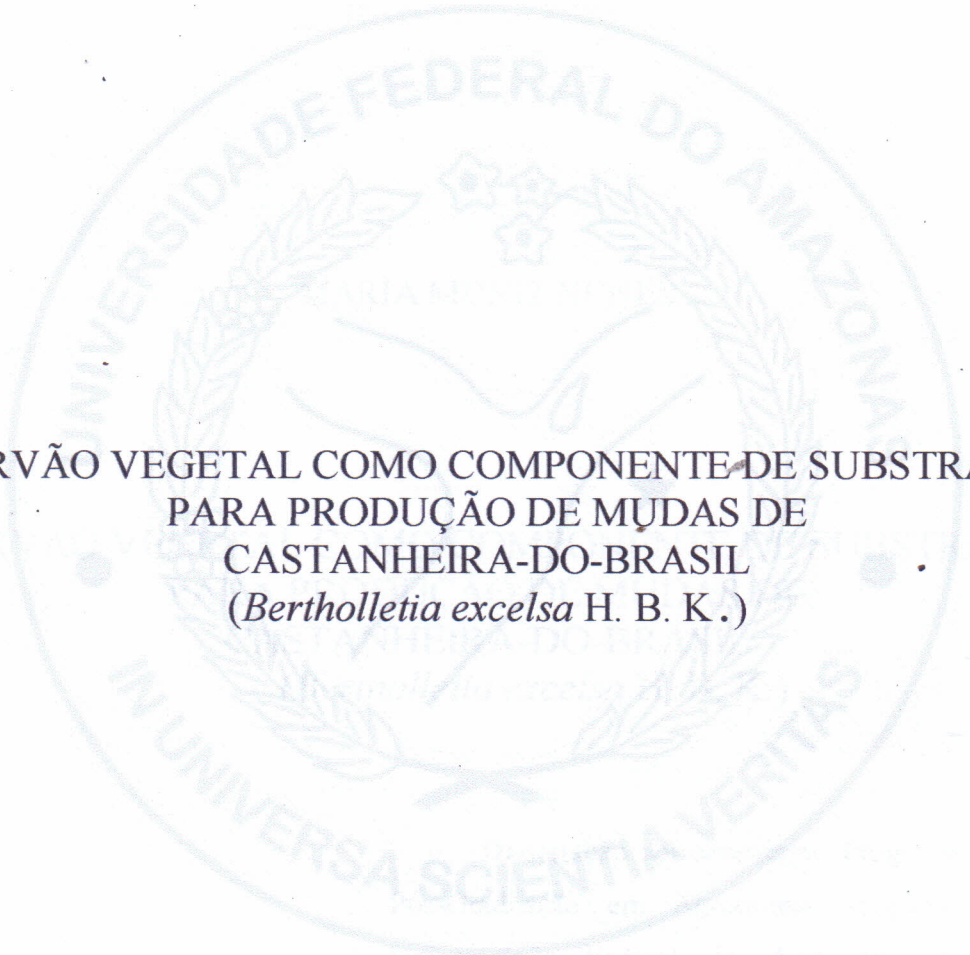 UNIVERSIDADE FEDERAL DO AMAZONAS
RVÃO VEGETAL COMO COMPONENTE DE SUBSTRA
PARA PRODUÇÃO DE MUDAS DE
CASTANHEIRA-DO-BRASIL
(Bertholletia excelsa H. B. K.)
IN UNIVERSA SCIENTIA VERITAS